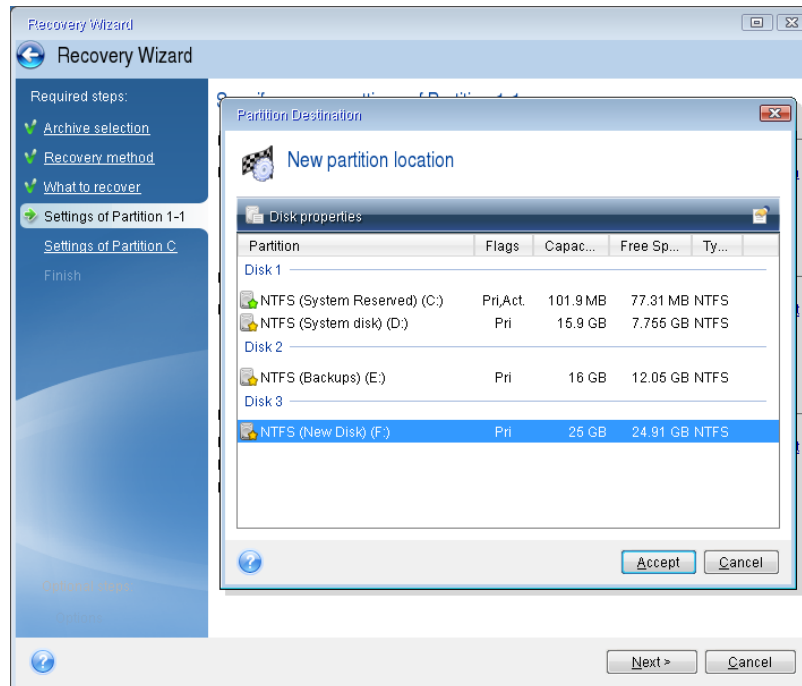 Recovery Wizard
Recovery Wizard
Required steps:
Archive selection
Recovery method
What to recover
Settings of Partition 1-1
Settings of Partition C
Finish
Partition Destination
New partition location
Disk properties
Partition Flags Capac... Free Sp... Ty...
Disk 1
NTFS (System Reserved) (C:) Pri,Act. 101.9 MB 77.31 MB NTFS
NTFS (System disk) (D:) Pri 15.9 GB 7.755 GB NTFS
Disk 2
NTFS (Backups) (E:) Pri 16 GB 12.05 GB NTFS
Disk 3
NTFS (New Disk) (F:) Pri 25 GB 24.91 GB NTFS
Accept Cancel
Options
Next > Cancel